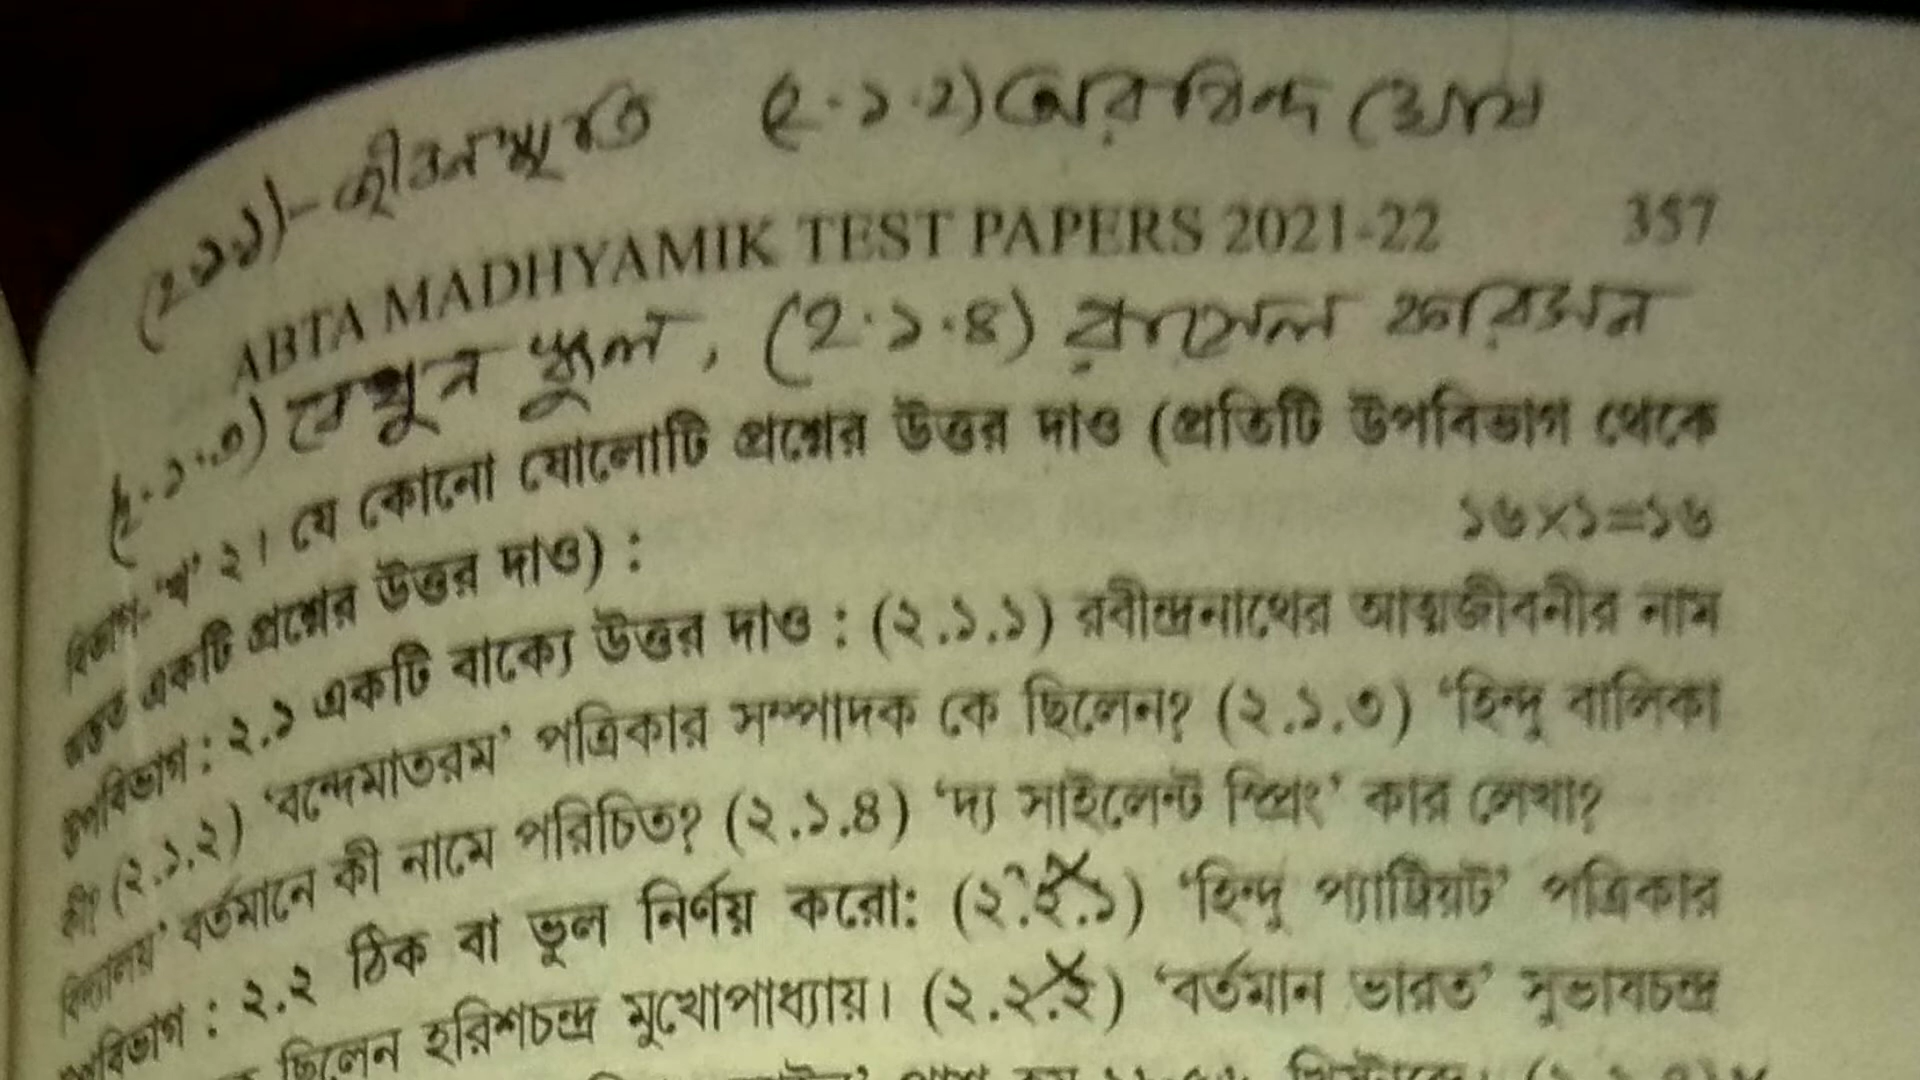 (২.১.১)- জীবনস্মৃতি (২.১.২) অরবিন্দ ঘোষ
ABTA MADHYAMIK TEST PAPERS 2021-22 357
(২.১.৩) বেথুন স্কুল, (২.১.৪) র‍্যাসেল কারসন
বিভাগ-'খ' ২। যে কোনো ষোলোটি প্রশ্নের উত্তর দাও (প্রতিটি উপবিভাগ থেকে
অন্তত একটি প্রশ্নের উত্তর দাও) : ১৬×১=১৬
উপবিভাগ : ২.১ একটি বাক্যে উত্তর দাও : (২.১.১) রবীন্দ্রনাথের আত্মজীবনীর নাম
কী? (২.১.২) 'বন্দেমাতরম' পত্রিকার সম্পাদক কে ছিলেন? (২.১.৩) 'হিন্দু বালিকা
বিদ্যালয়' বর্তমানে কী নামে পরিচিত? (২.১.৪) 'দ্য সাইলেন্ট স্প্রিং' কার লেখা?
উপবিভাগ : ২.২ ঠিক বা ভুল নির্ণয় করো: (২.২.১) 'হিন্দু প্যাট্রিয়ট' পত্রিকার
ছিলেন হরিশচন্দ্র মুখোপাধ্যায়। (২.২.২) 'বর্তমান ভারত' সুভাষচন্দ্র